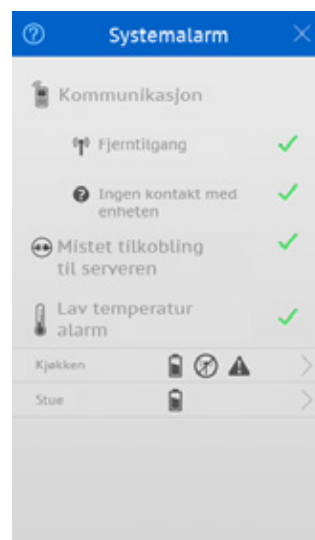 Systemalarm
Kommunikasjon
Fjerntilgang
Ingen kontakt med
enheten
Mistet tilkobling
til serveren
Lav temperatur
alarm
Kjøkken
Stue